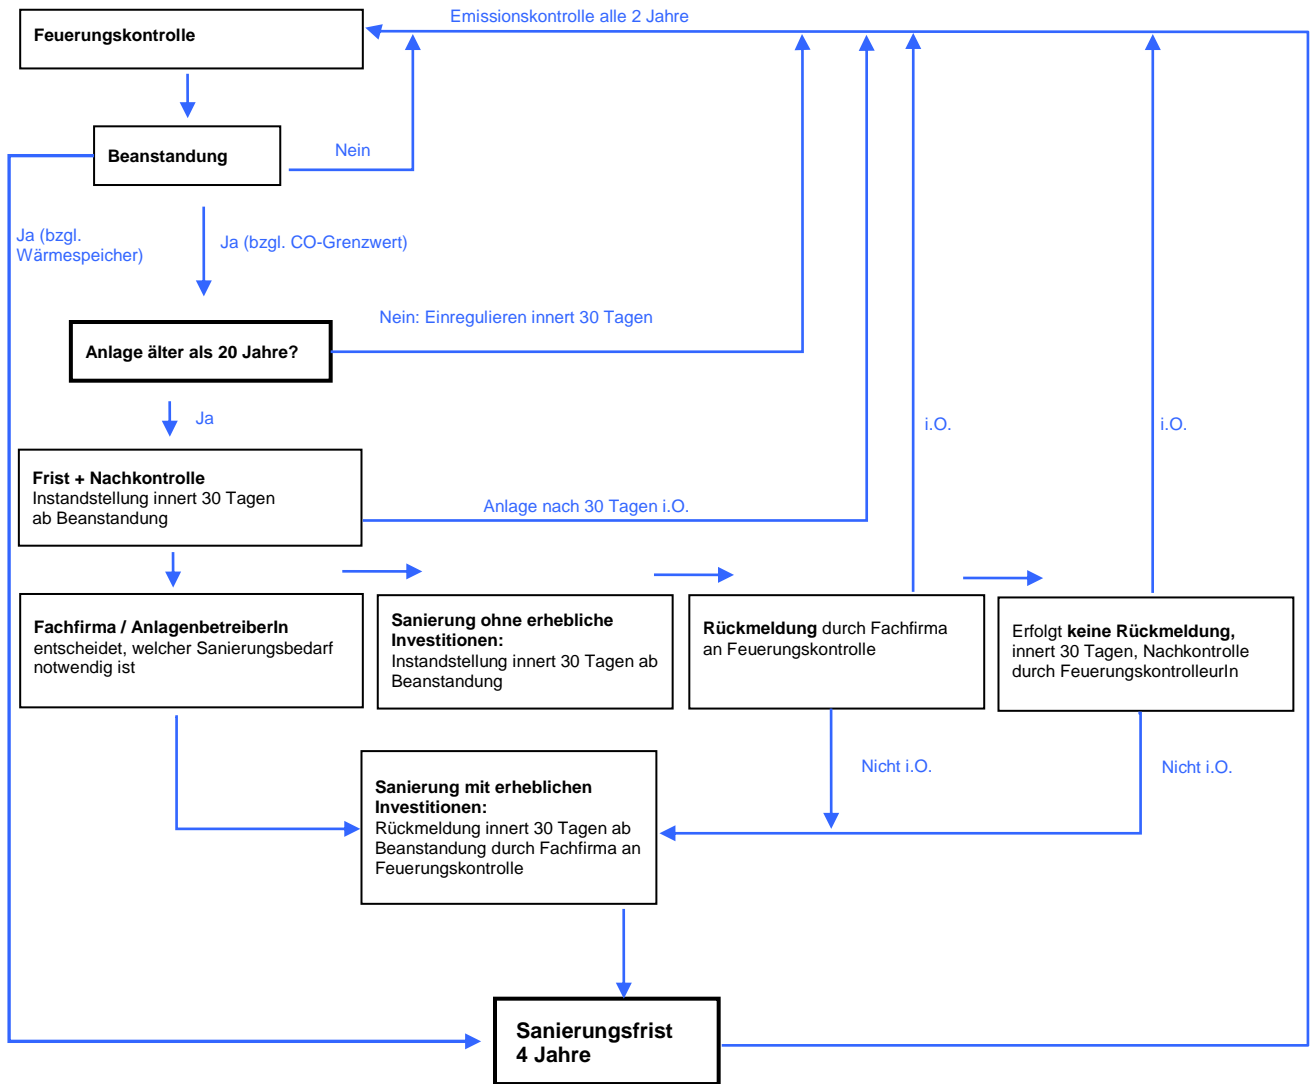 Emissionskontrolle alle 2 Jahre
Feuerungskontrolle
Beanstandung
Nein
Ja (bzgl.
Wärmespeicher)
Ja (bzgl. CO-Grenzwert)
Nein: Einregulieren innert 30 Tagen
Anlage älter als 20 Jahre?
Ja
i.O.
i.O.
Frist + Nachkontrolle
Instandstellung innert 30 Tagen
ab Beanstandung
Anlage nach 30 Tagen i.O.
Fachfirma / AnlagenbetreiberIn
entscheidet, welcher Sanierungsbedarf
notwendig ist
Sanierung ohne erhebliche
Investitionen:
Instandstellung innert 30 Tagen ab
Beanstandung
Rückmeldung durch Fachfirma
an Feuerungskontrolle
Erfolgt keine Rückmeldung,
innert 30 Tagen, Nachkontrolle
durch FeuerungskontrolleurIn
Nicht i.O.
Nicht i.O.
Sanierung mit erheblichen
Investitionen:
Rückmeldung innert 30 Tagen ab
Beanstandung durch Fachfirma an
Feuerungskontrolle
Sanierungsfrist
4 Jahre